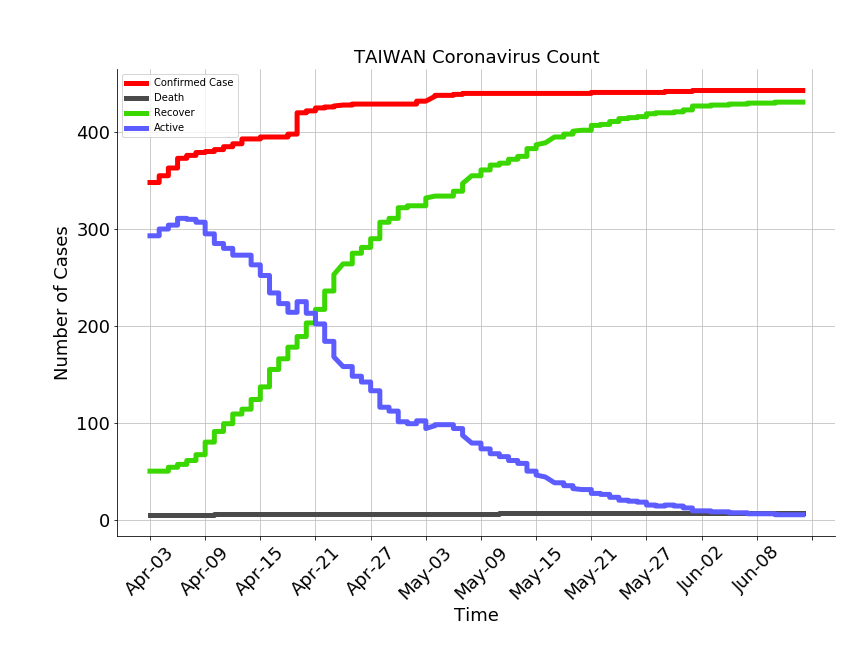 TAIWAN Coronavirus Count
Confirmed Case
Death
Recover
Active
Number of Cases
400
300
200
100
0
Apr-03
Apr-09
Apr-15
Apr-21
Apr-27
May-03
May-09
May-15
May-21
May-27
Jun-02
Jun-08
Time